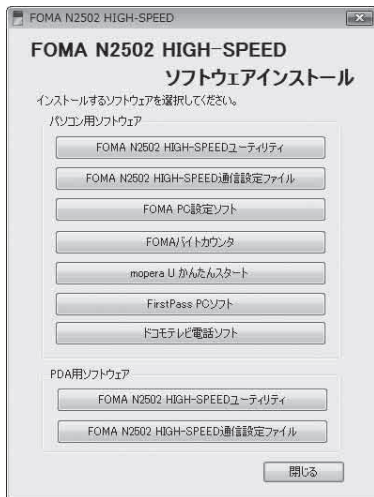 FOMA N2502 HIGH-SPEED
FOMA N2502 HIGH-SPEED
ソフトウェアインストール
インストールするソフトウェアを選択してください。
パソコン用ソフトウェア
FOMA N2502 HIGH-SPEEDユーティリティ
FOMA N2502 HIGH-SPEED通信設定ファイル
FOMA PC設定ソフト
FOMAバイトカウンタ
mopera U かんたんスタート
FirstPass PCソフト
ドコモテレビ電話ソフト
PDA用ソフトウェア
FOMA N2502 HIGH-SPEEDユーティリティ
FOMA N2502 HIGH-SPEED通信設定ファイル
閉じる